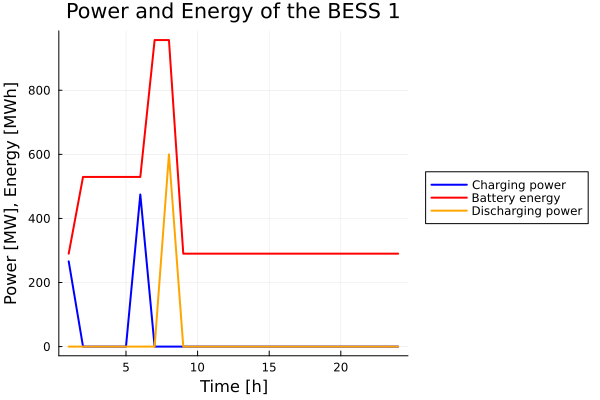 Power and Energy of the BESS 1
Power [MW], Energy [MWh]
800
600
400
200
0
5
10
15
20
Time [h]
Charging power
Battery energy
Discharging power